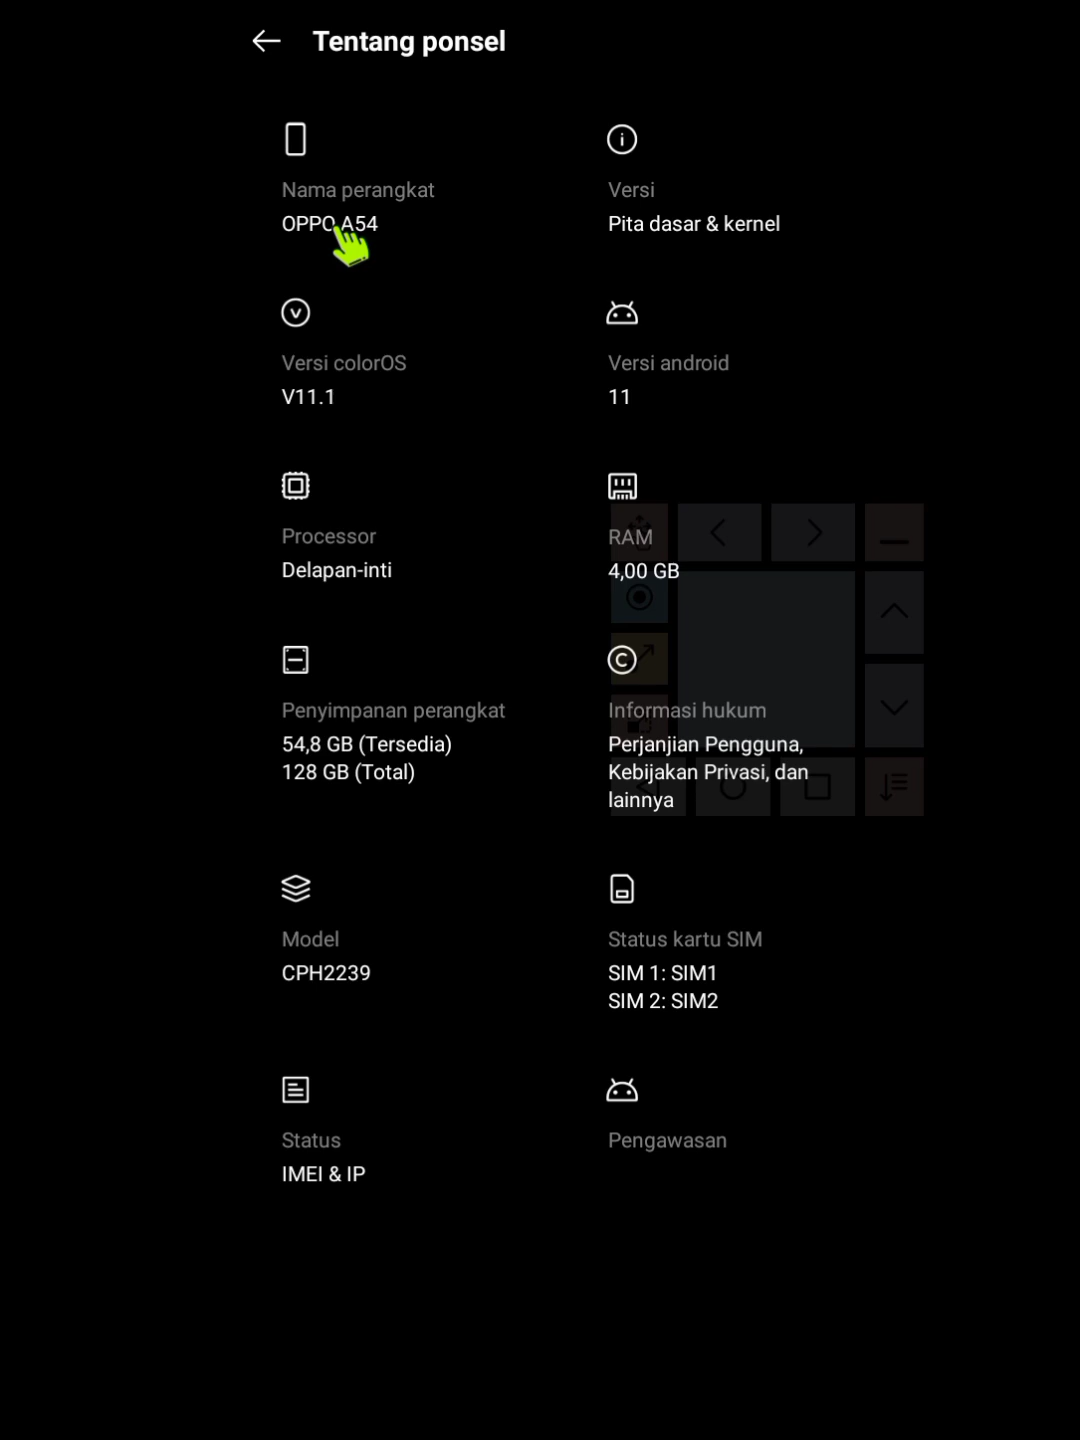 Tentang ponsel
Nama perangkat
OPPO A54
Versi
Pita dasar & kernel
Versi colorOS
V11.1
Versi android
11
Processor
Delapan-inti
RAM
4,00 GB
Penyimpanan perangkat
54,8 GB (Tersedia)
128 GB (Total)
Informasi hukum
Perjanjian Pengguna,
Kebijakan Privasi, dan
lainnya
Model
CPH2239
Status kartu SIM
SIM 1: SIM1
SIM 2: SIM2
Status
IMEI & IP
Pengawasan